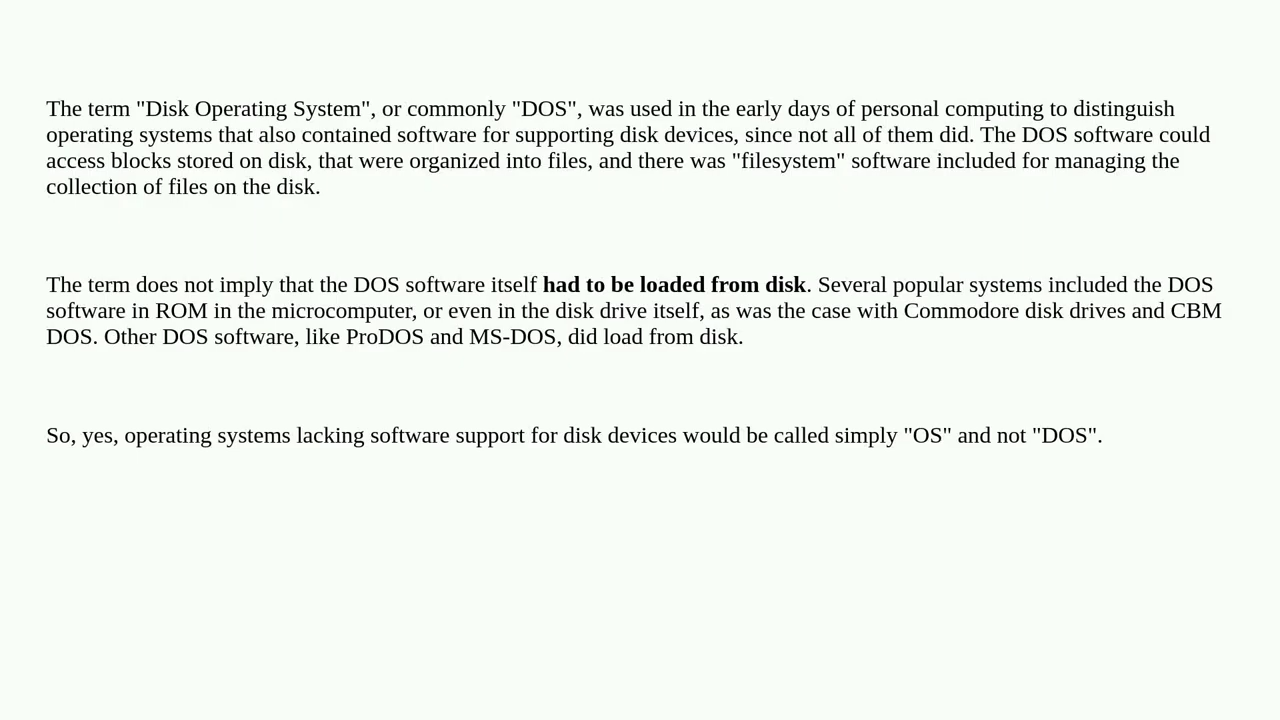 The term "Disk Operating System", or commonly "DOS", was used in the early days of personal computing to distinguish
operating systems that also contained software for supporting disk devices, since not all of them did. The DOS software could
access blocks stored on disk, that were organized into files, and there was "filesystem" software included for managing the
collection of files on the disk.
The term does not imply that the DOS software itself had to be loaded from disk. Several popular systems included the DOS
software in ROM in the microcomputer, or even in the disk drive itself, as was the case with Commodore disk drives and CBM
DOS. Other DOS software, like ProDOS and MS-DOS, did load from disk.
So, yes, operating systems lacking software support for disk devices would be called simply "OS" and not "DOS".